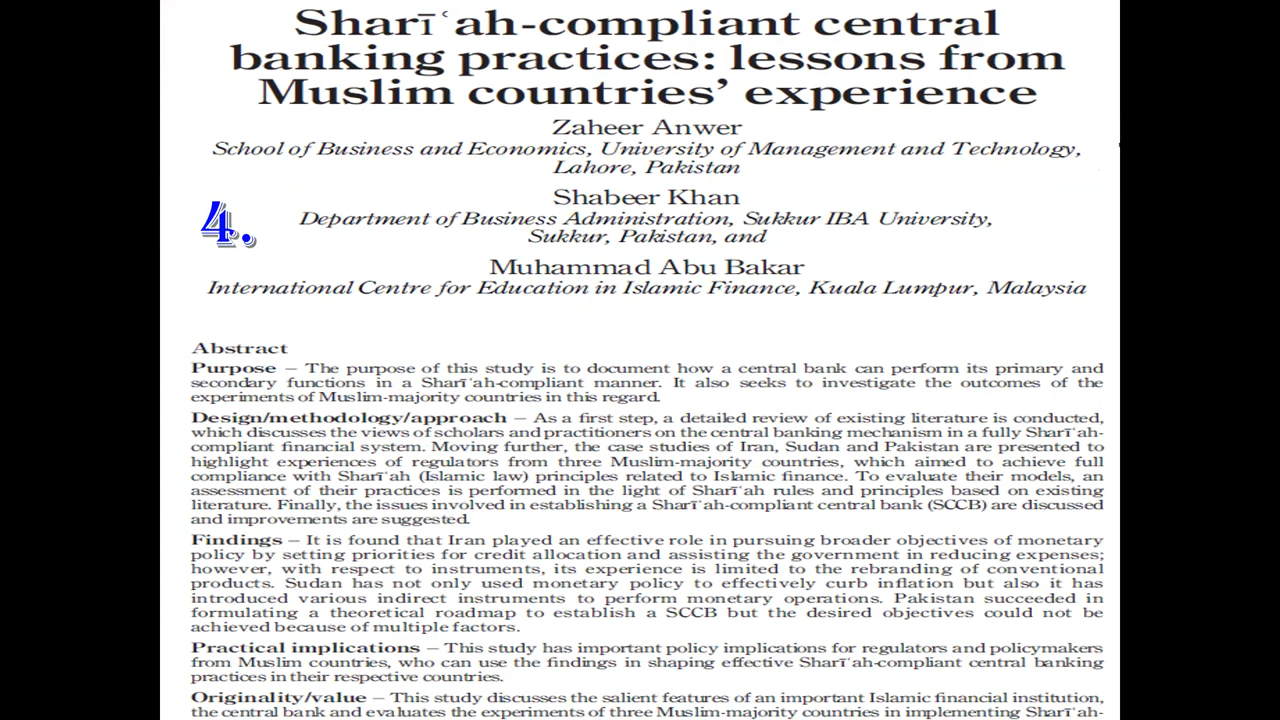 Sharīʿah-compliant central
banking practices: lessons from
Muslim countries’ experience
Zaheer Anwer
School of Business and Economics, University of Management and Technology,
Lahore, Pakistan
Shabeer Khan
4.
Department of Business Administration, Sukkur IBA University,
Sukkur, Pakistan, and
Muhammad Abu Bakar
International Centre for Education in Islamic Finance, Kuala Lumpur, Malaysia
Abstract
Purpose – The purpose of this study is to document how a central bank can perform its primary and
secondary functions in a Sharīʿah-compliant manner. It also seeks to investigate the outcomes of the
experiments of Muslim-majority countries in this regard.
Design/methodology/approach – As a first step, a detailed review of existing literature is conducted,
which discusses the views of scholars and practitioners on the central banking mechanism in a fully Sharīʿah-
compliant financial system. Moving further, the case studies of Iran, Sudan and Pakistan are presented to
highlight experiences of regulators from three Muslim-majority countries, which aimed to achieve full
compliance with Sharīʿah (Islamic law) principles related to Islamic finance. To evaluate their models, an
assessment of their practices is performed in the light of Sharīʿah rules and principles based on existing
literature. Finally, the issues involved in establishing a Sharīʿah-compliant central bank (SCCB) are discussed
and improvements are suggested.
Findings – It is found that Iran played an effective role in pursuing broader objectives of monetary
policy by setting priorities for credit allocation and assisting the government in reducing expenses;
however, with respect to instruments, its experience is limited to the rebranding of conventional
products. Sudan has not only used monetary policy to effectively curb inflation but also it has
introduced various indirect instruments to perform monetary operations. Pakistan succeeded in
formulating a theoretical roadmap to establish a SCCB but the desired objectives could not be
achieved because of multiple factors.
Practical implications – This study has important policy implications for regulators and policymakers
from Muslim countries, who can use the findings in shaping effective Sharīʿah-compliant central banking
practices in their respective countries.
Originality/value – This study discusses the salient features of an important Islamic financial institution,
the central bank and evaluates the experiments of three Muslim-majority countries in implementing Sharīʿah-